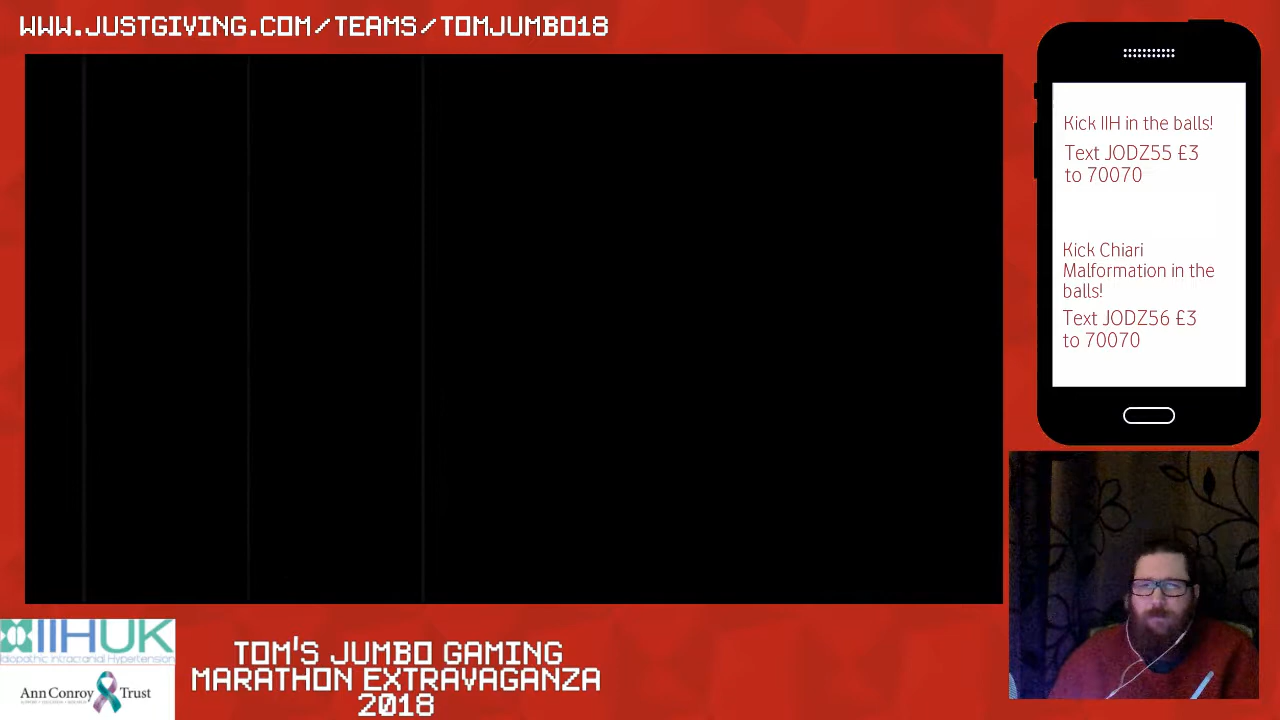 WWW.JUSTGIVING.COM/TEAMS/TOMJUMBO18
Kick IIH in the balls!
Text JODZ55 £3
to 70070
Kick Chiari
Malformation in the
balls!
Text JODZ56 £3
to 70070
IIHUK
Idiopathic Intracranial Hypertension
Ann Conroy Trust
TOM'S JUMBO GAMING
MARATHON EXTRAVAGANZA
2018